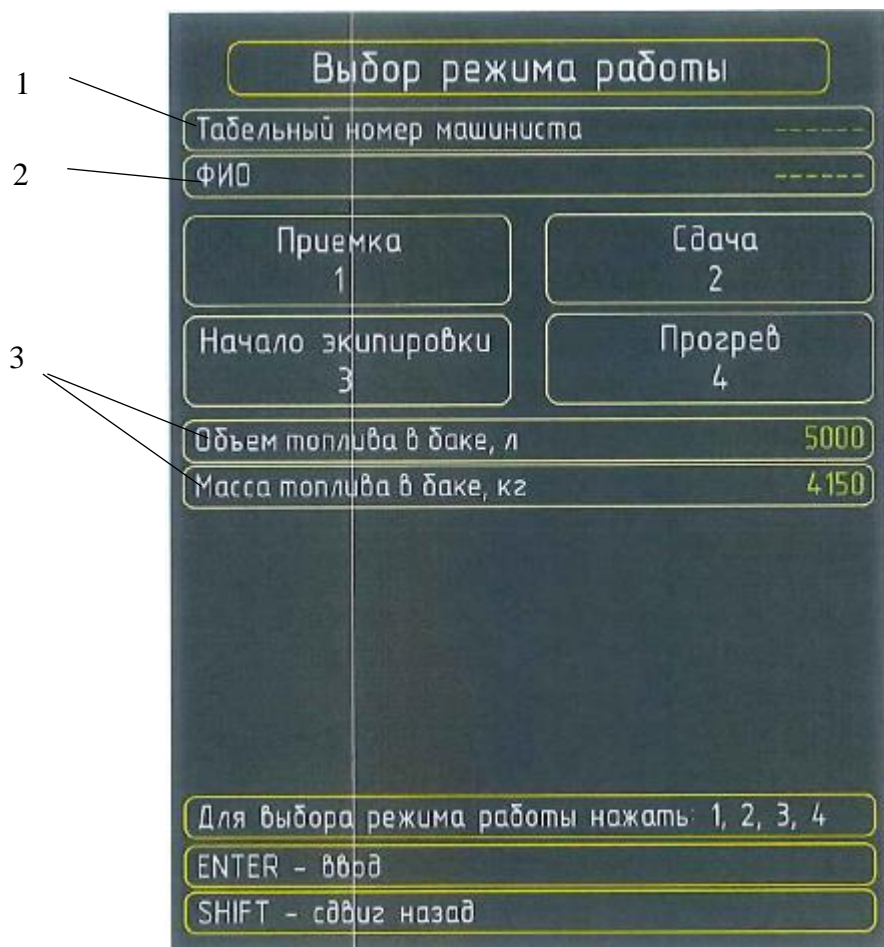 Выбор режима работы
1
Табельный номер машиниста ------
2
ФИО ------
Приемка
1
Сдача
2
Начало экипировки
3
Прогрев
4
3
Объем топлива в баке, л 5000
Масса топлива в баке, кг 4150
Для выбора режима работы нажать: 1, 2, 3, 4
ENTER - ввод
SHIFT - сдвиг назад